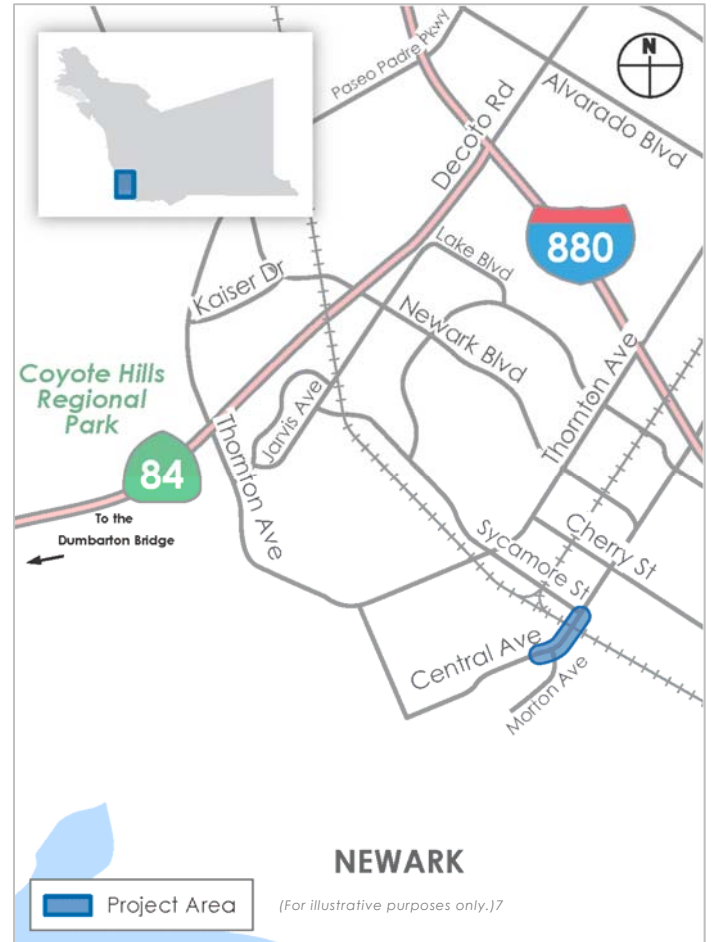 N
Paseo Padre Pkwy
Decoto Rd
Alvarado Blvd
880
Lake Blvd
Kaiser Dr
Newark Blvd
Coyote Hills
Regional
Park
Thornton Ave
Jarvis Ave
84
Thornton Ave
To the
Dumbarton Bridge
Cherry St
Sycamore St
Central Ave
Morton Ave
NEWARK
Project Area
(For illustrative purposes only.)7